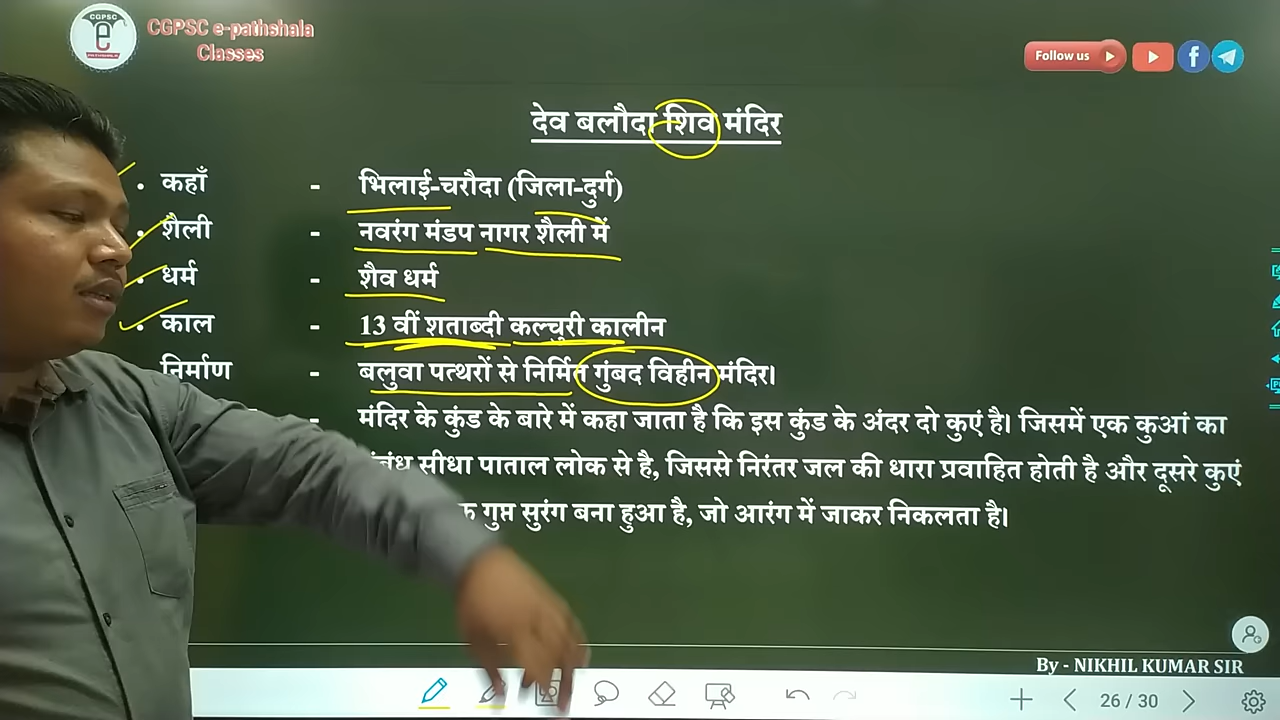 CGPSC
e
CGPSC e-pathshala
Classes
Follow us
देव बलौदा शिव मंदिर
• कहाँ - भिलाई-चरौदा (जिला-दुर्ग)
• शैली - नवरंग मंडप नागर शैली में
• धर्म - शैव धर्म
• काल - 13 वीं शताब्दी कल्चुरी कालीन
निर्माण - बलुवा पत्थरों से निर्मित गुंबद विहीन मंदिर।
- मंदिर के कुंड के बारे में कहा जाता है कि इस कुंड के अंदर दो कुएं है। जिसमें एक कुआं का
सीधा पाताल लोक से है, जिससे निरंतर जल की धारा प्रवाहित होती है और दूसरे कुएं
गुप्त सुरंग बना हुआ है, जो आरंग में जाकर निकलता है।
By - NIKHIL KUMAR SIR
26 / 30